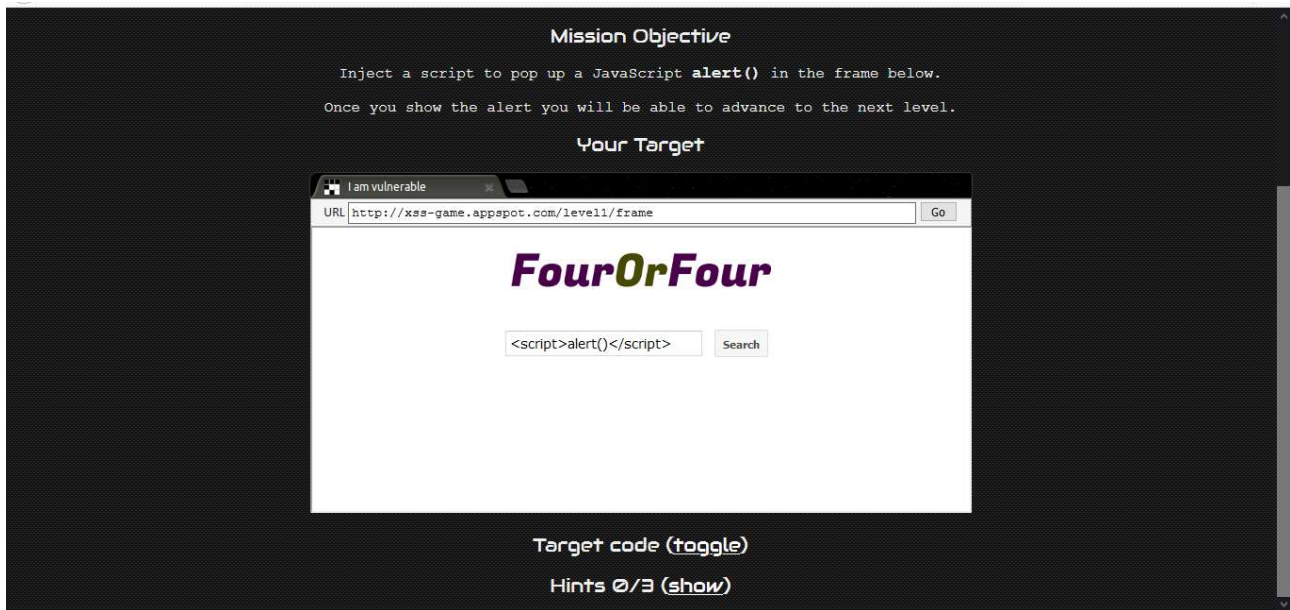 Mission Objective
Inject a script to pop up a JavaScript alert() in the frame below.
Once you show the alert you will be able to advance to the next level.
Your Target
I am vulnerable
URL http://xss-game.appspot.com/level1/frame Go
FourOrFour
<script>alert()</script> Search
Target code (toggle)
Hints 0/3 (show)